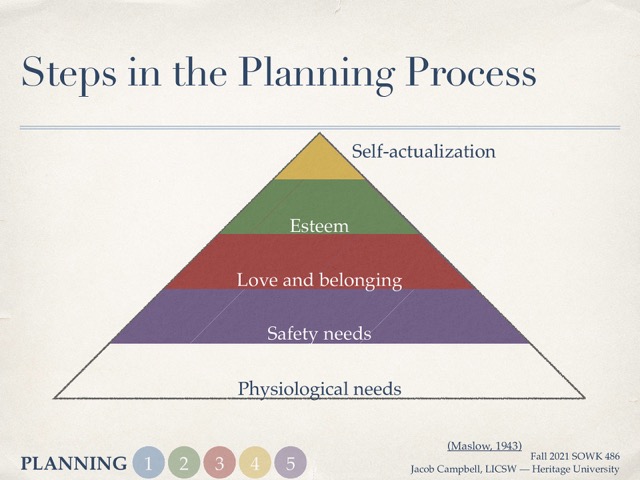 Steps in the Planning Process
Self-actualization
Esteem
Love and belonging
Safety needs
Physiological needs
(Maslow, 1943)
Fall 2021 SOWK 486
Jacob Campbell, LICSW — Heritage University
PLANNING 1 2 3 4 5